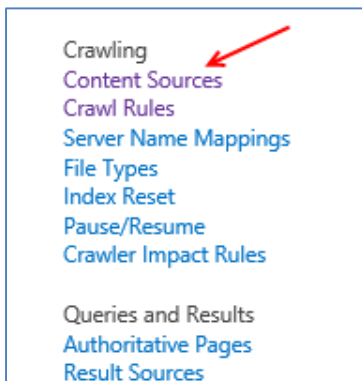 Crawling
Content Sources
Crawl Rules
Server Name Mappings
File Types
Index Reset
Pause/Resume
Crawler Impact Rules
Queries and Results
Authoritative Pages
Result Sources